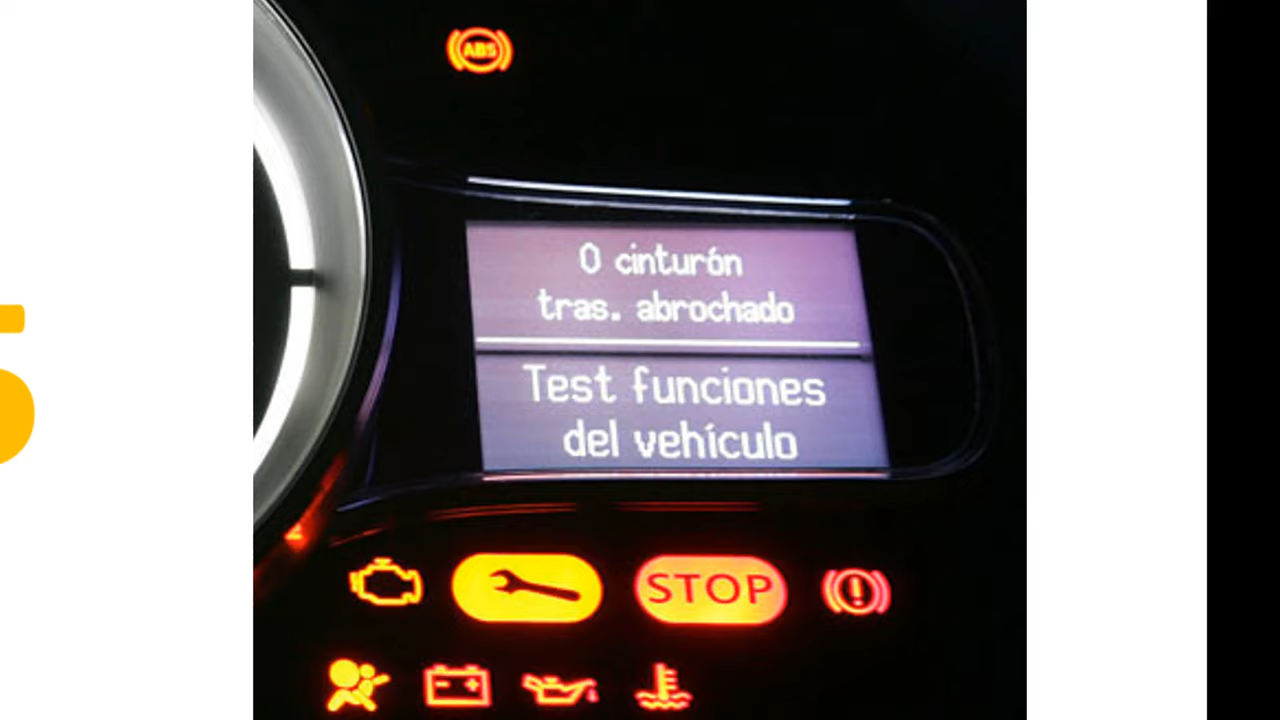 ABS
0 cinturón
tras. abrochado
Test funciones
del vehículo
STOP